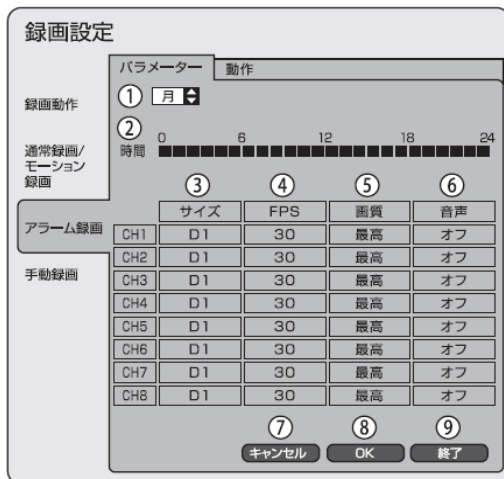 録画設定
パラメーター 動作
録画動作
通常録画/
モーション
録画
アラーム録画
手動録画
① 月
②
時間 0 6 12 18 24
③ ④ ⑤ ⑥
サイズ FPS 画質 音声
CH1 D1 30 最高 オフ
CH2 D1 30 最高 オフ
CH3 D1 30 最高 オフ
CH4 D1 30 最高 オフ
CH5 D1 30 最高 オフ
CH6 D1 30 最高 オフ
CH7 D1 30 最高 オフ
CH8 D1 30 最高 オフ
⑦ ⑧ ⑨
キャンセル OK 終了